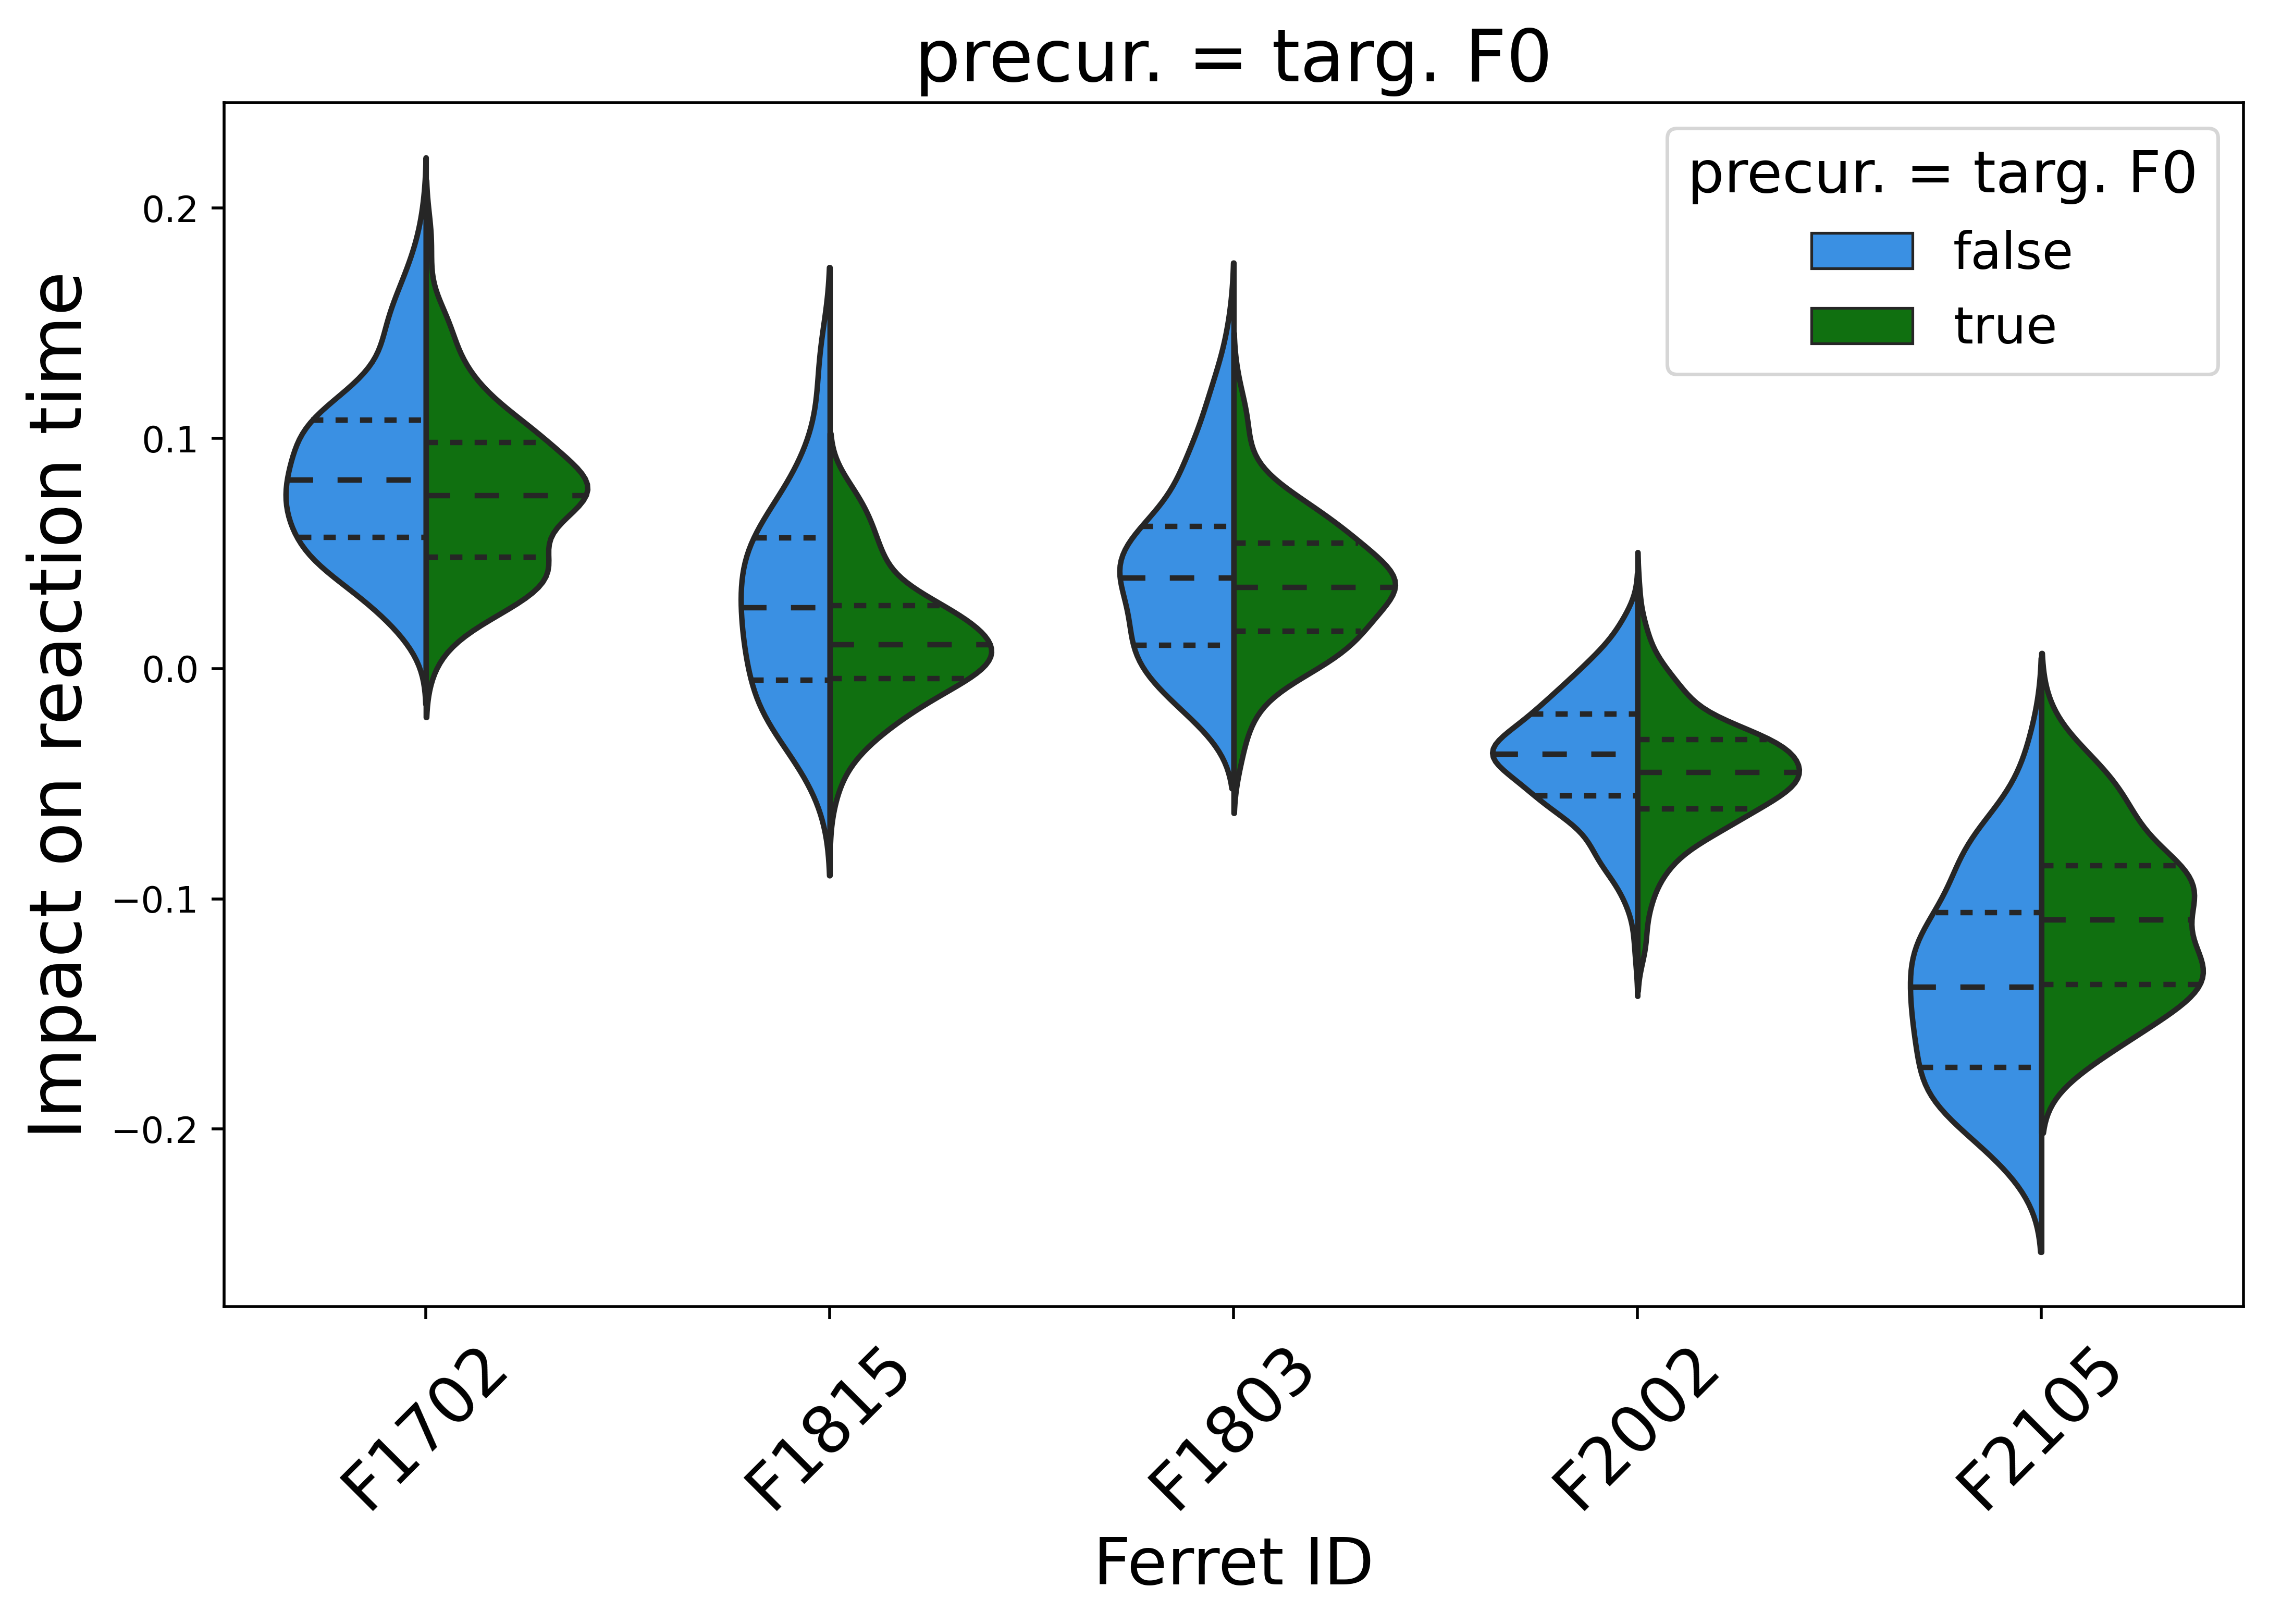 precur. = targ. F0
precur. = targ. F0
false
true
Impact on reaction time
0.2
0.1
0.0
−0.1
−0.2
F1702
F1815
F1803
F2002
F2105
Ferret ID